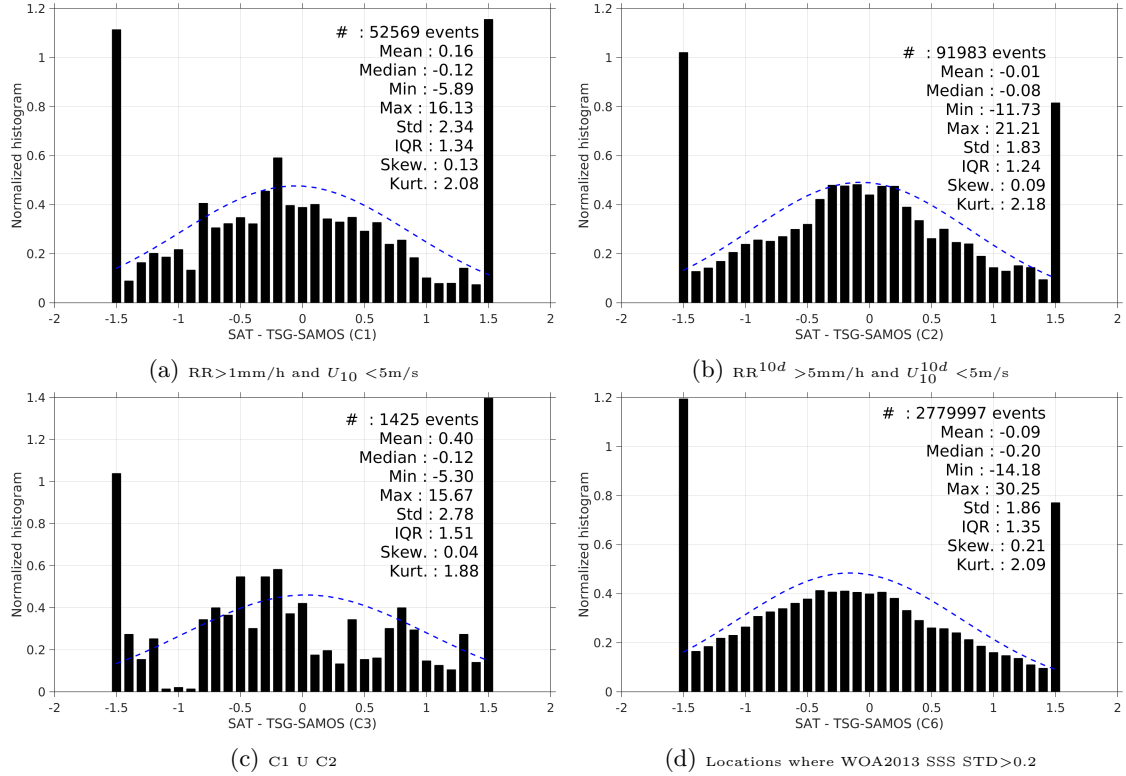 1.2
1
0.8
0.6
0.4
0.2
0
Normalized histogram
# : 52569 events
Mean : 0.16
Median : -0.12
Min : -5.89
Max : 16.13
Std : 2.34
IQR : 1.34
Skew. : 0.13
Kurt. : 2.08
-2 -1.5 -1 -0.5 0 0.5 1 1.5 2
SAT - TSG-SAMOS (C1)
(a) RR>1mm/h and U10 <5m/s
1.2
1
0.8
0.6
0.4
0.2
0
Normalized histogram
# : 91983 events
Mean : -0.01
Median : -0.08
Min : -11.73
Max : 21.21
Std : 1.83
IQR : 1.24
Skew. : 0.09
Kurt. : 2.18
-2 -1.5 -1 -0.5 0 0.5 1 1.5 2
SAT - TSG-SAMOS (C2)
(b) RR^10d >5mm/h and U10^10d <5m/s
1.4
1.2
1
0.8
0.6
0.4
0.2
0
Normalized histogram
# : 1425 events
Mean : 0.40
Median : -0.12
Min : -5.30
Max : 15.67
Std : 2.78
IQR : 1.51
Skew. : 0.04
Kurt. : 1.88
-2 -1.5 -1 -0.5 0 0.5 1 1.5 2
SAT - TSG-SAMOS (C3)
(c) C1 U C2
1.2
1
0.8
0.6
0.4
0.2
0
Normalized histogram
# : 2779997 events
Mean : -0.09
Median : -0.20
Min : -14.18
Max : 30.25
Std : 1.86
IQR : 1.35
Skew. : 0.21
Kurt. : 2.09
-2 -1.5 -1 -0.5 0 0.5 1 1.5 2
SAT - TSG-SAMOS (C6)
(d) Locations where WOA2013 SSS STD>0.2